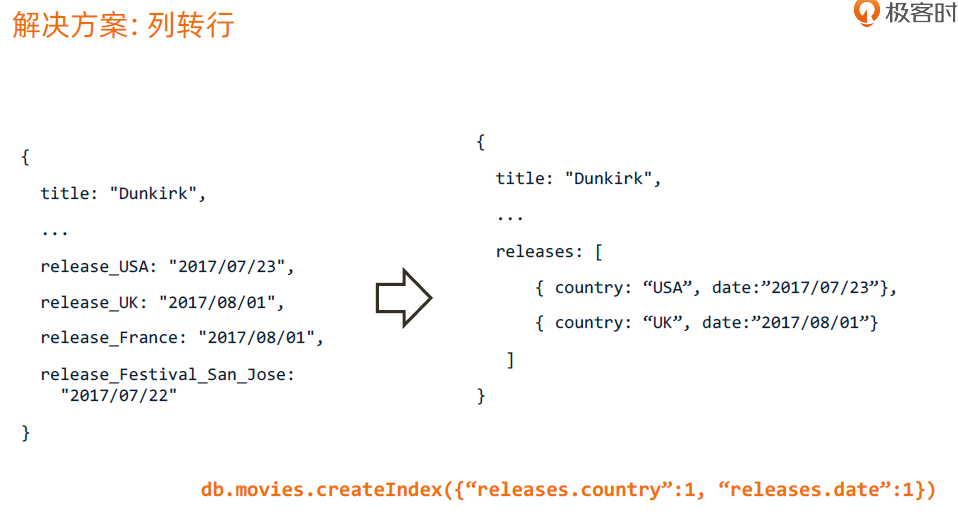 解决方案: 列转行
极客时
{
title: "Dunkirk",
...
release_USA: "2017/07/23",
release_UK: "2017/08/01",
release_France: "2017/08/01",
release_Festival_San_Jose:
"2017/07/22"
}
{
title: "Dunkirk",
...
releases: [
{ country: “USA”, date:”2017/07/23”},
{ country: “UK”, date:”2017/08/01”}
]
}
db.movies.createIndex({“releases.country”:1, “releases.date”:1})